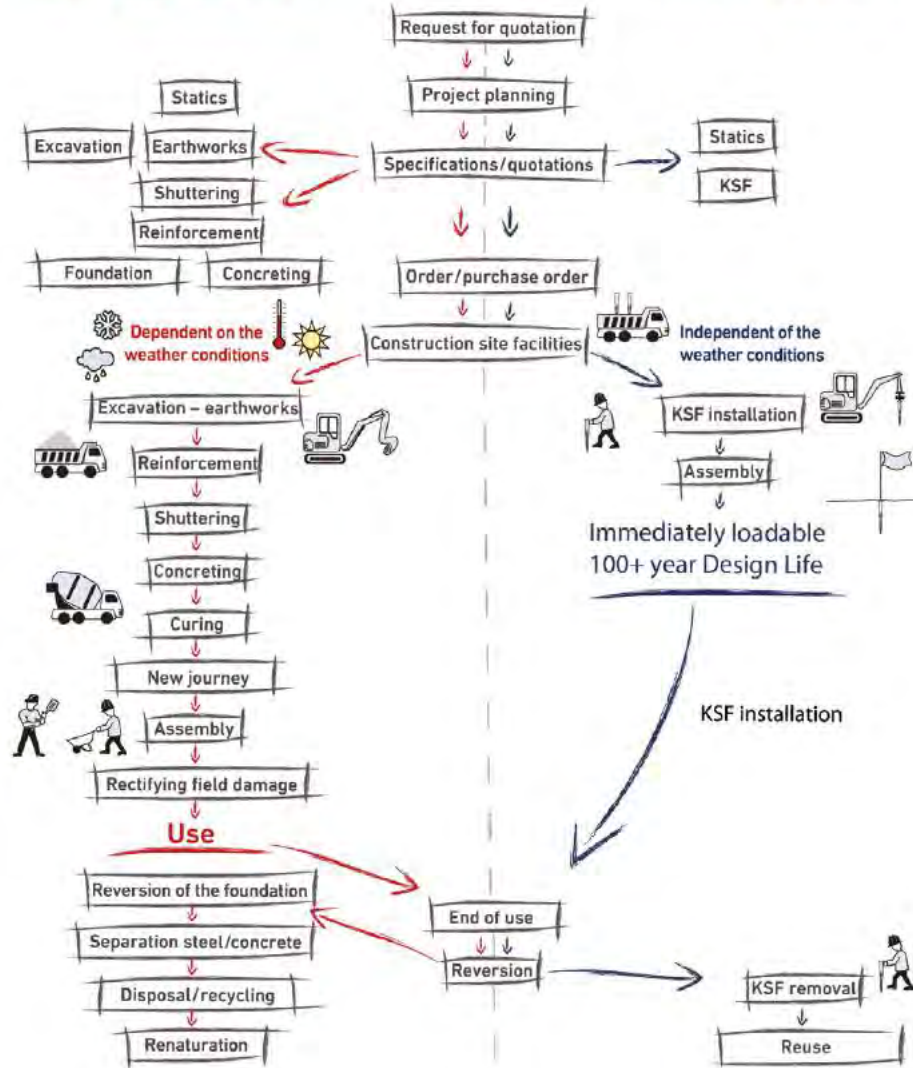 Request for quotation
Project planning
Specifications/quotations
Statics
Excavation
Earthworks
Shuttering
Reinforcement
Foundation
Concreting
Statics
KSF
Order/purchase order
Construction site facilities
Dependent on the
weather conditions
Independent of the
weather conditions
Excavation – earthworks
Reinforcement
Shuttering
Concreting
Curing
New journey
Assembly
Rectifying field damage
Use
KSF installation
Assembly
Immediately loadable
100+ year Design Life
KSF installation
End of use
Reversion
Reversion of the foundation
Separation steel/concrete
Disposal/recycling
Renaturation
KSF removal
Reuse